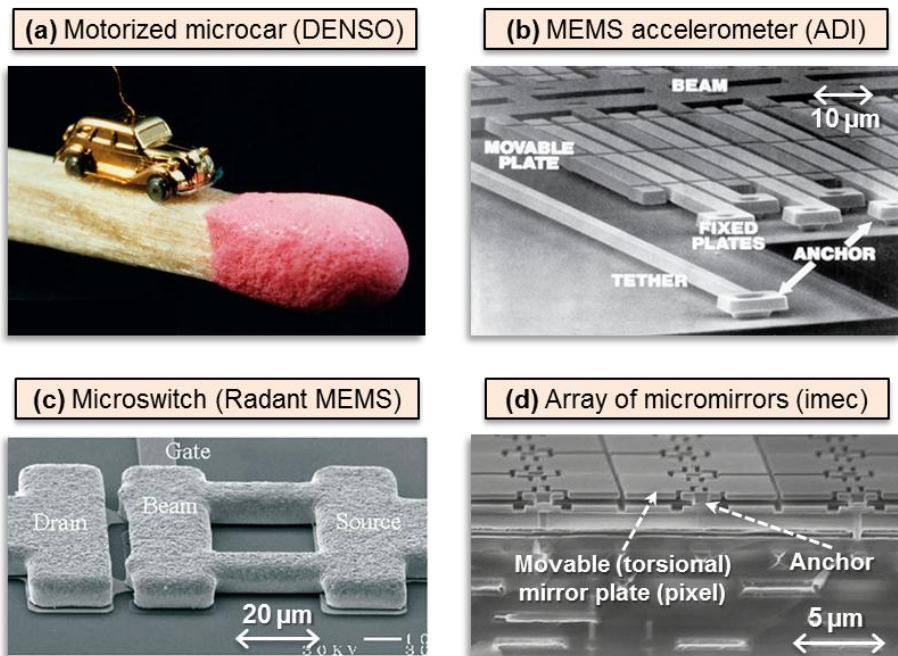 (a) Motorized microcar (DENSO)
(b) MEMS accelerometer (ADI)
BEAM
10 µm
MOVABLE
PLATE
FIXED
PLATES
ANCHOR
TETHER
(c) Microswitch (Radant MEMS)
(d) Array of micromirrors (imec)
Gate
Drain
Beam
Source
20 µm
30KV
Movable (torsional)
mirror plate (pixel)
Anchor
5 µm